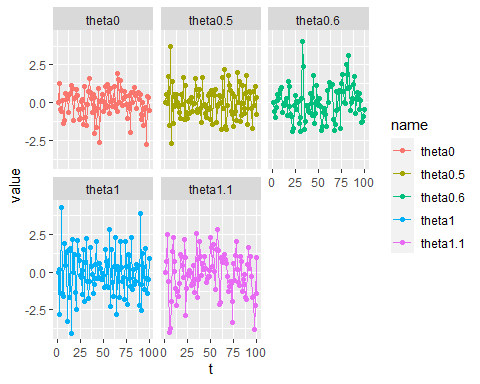 theta0 theta0.5 theta0.6
2.5
0.0
-2.5
0 25 50 75 100
theta1 theta1.1
2.5
0.0
-2.5
0 25 50 75 100 0 25 50 75 100
value
t
name
theta0
theta0.5
theta0.6
theta1
theta1.1